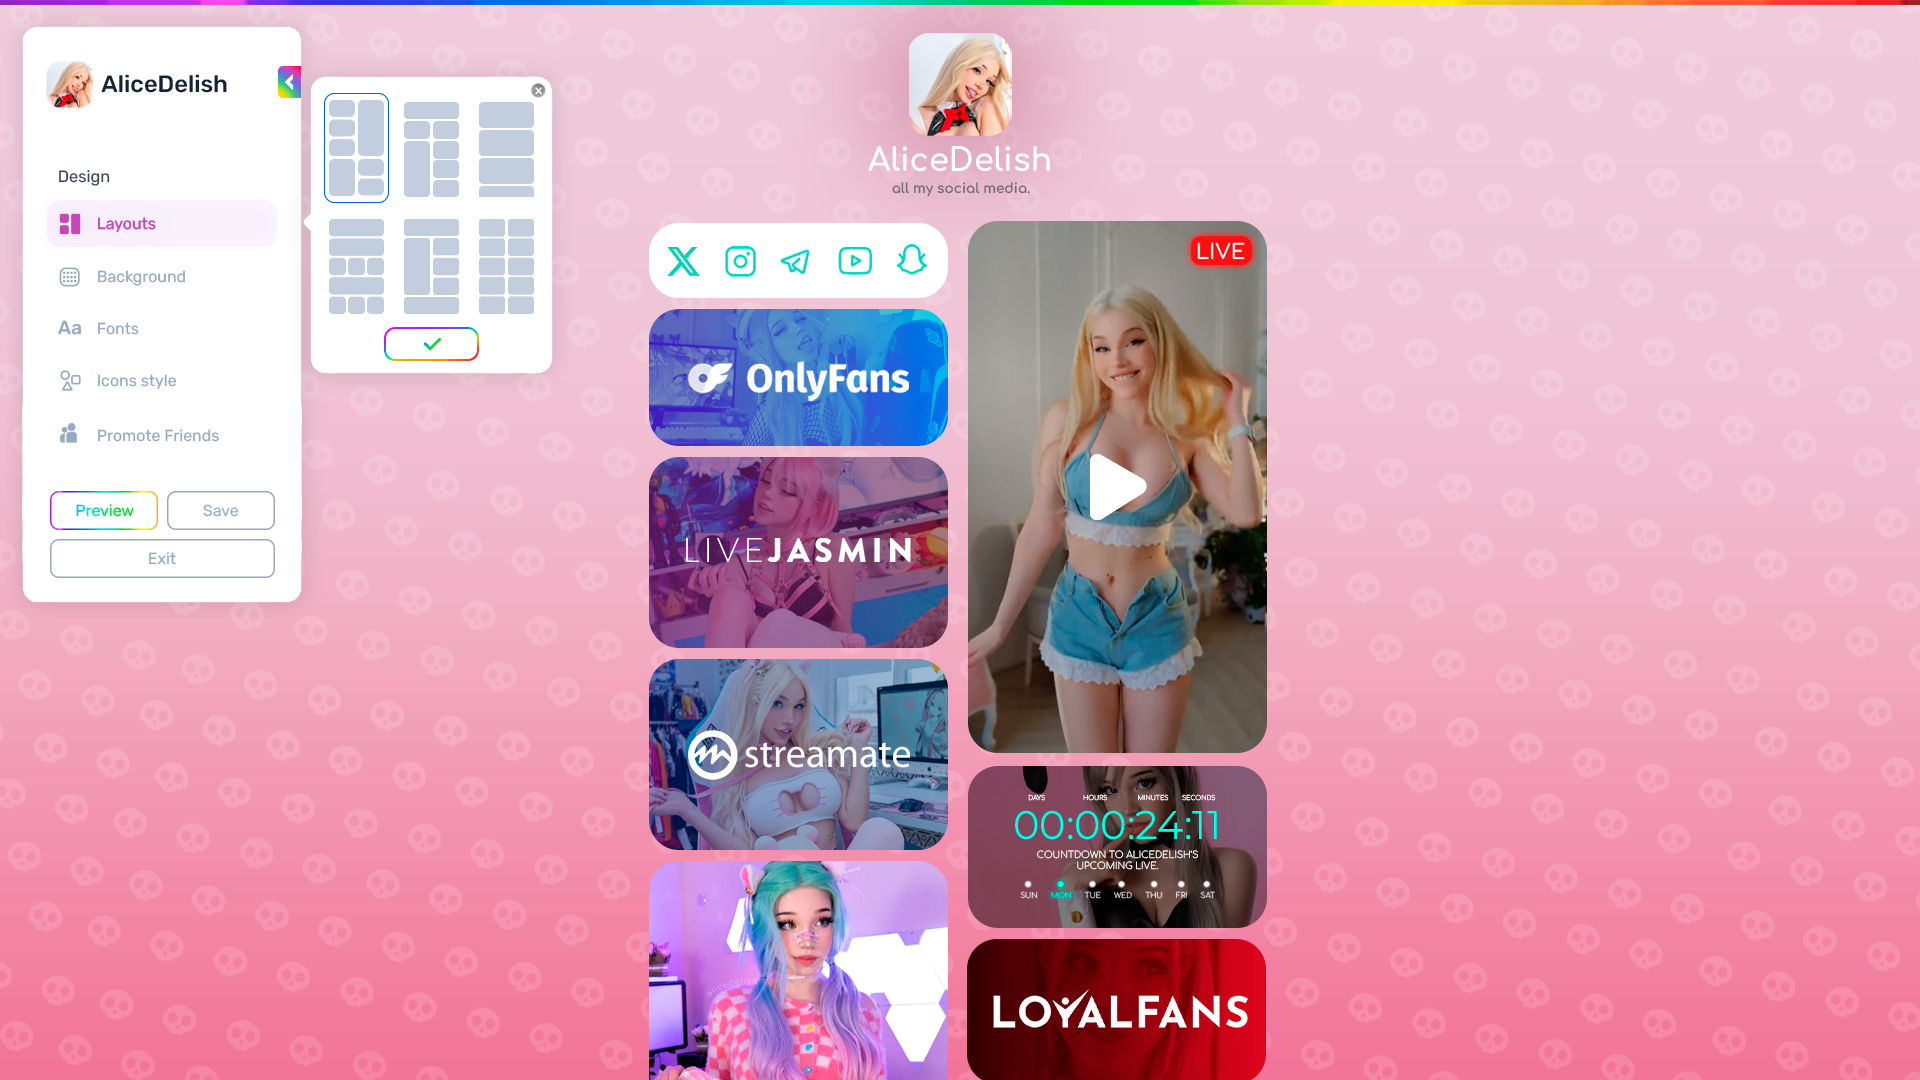 AliceDelish
Design
Layouts
Background
Aa Fonts
Icons style
Promote Friends
Preview
Save
Exit
AliceDelish
all my social media.
OnlyFans
LIVEJASMIN
streamate
LIVE
DAYS HOURS MINUTES SECONDS
00:00:24:11
COUNTDOWN TO ALICEDELISH'S
UPCOMING LIVE.
SUN MON TUE WED THU FRI SAT
LOYALFANS